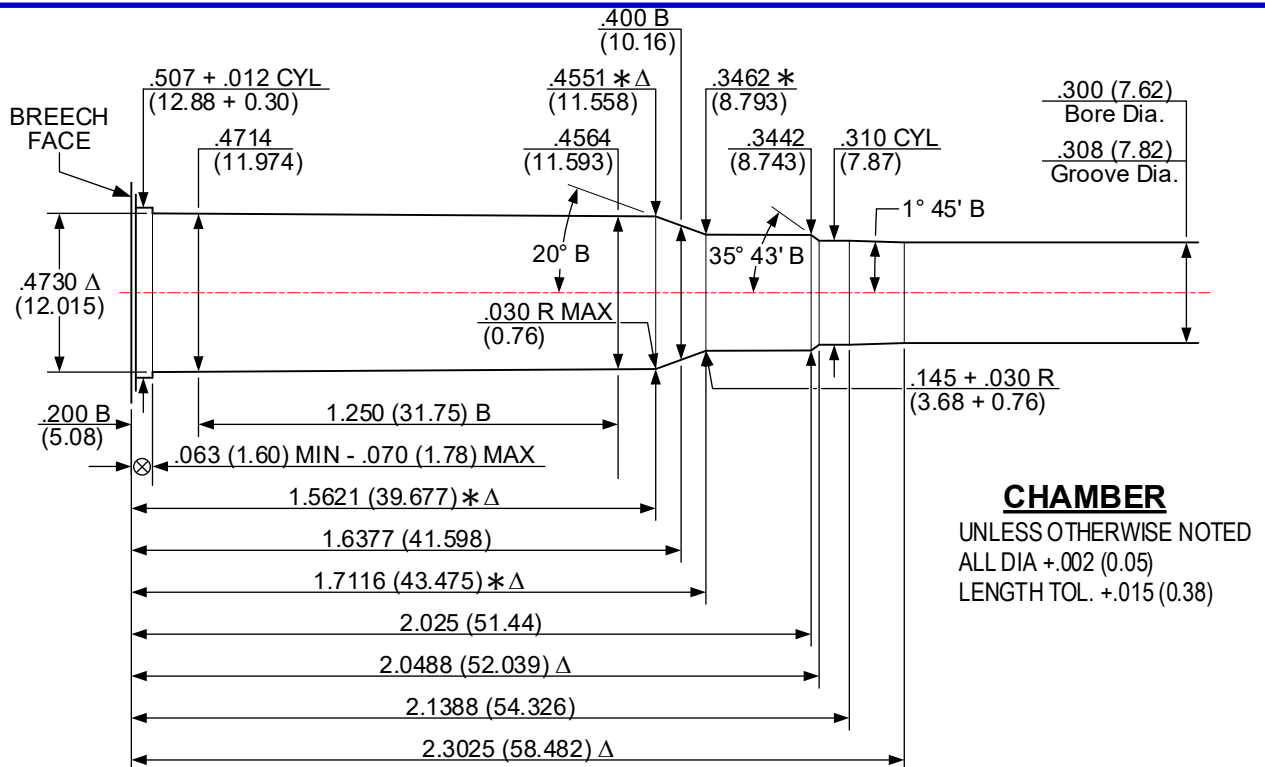 .400 B
(10.16)
.507 + .012 CYL
(12.88 + 0.30)
.4551 * Δ
(11.558)
.3462 *
(8.793)
.300 (7.62)
Bore Dia.
BREECH
FACE
.4714
(11.974)
.4564
(11.593)
.3442
(8.743)
.310 CYL
(7.87)
.308 (7.82)
Groove Dia.
1° 45' B
20° B
35° 43' B
.4730 Δ
(12.015)
.030 R MAX
(0.76)
.145 + .030 R
(3.68 + 0.76)
.200 B
(5.08)
1.250 (31.75) B
.063 (1.60) MIN - .070 (1.78) MAX
1.5621 (39.677) * Δ
1.6377 (41.598)
1.7116 (43.475) * Δ
2.025 (51.44)
2.0488 (52.039) Δ
2.1388 (54.326)
2.3025 (58.482) Δ
CHAMBER
UNLESS OTHERWISE NOTED
ALL DIA +.002 (0.05)
LENGTH TOL. +.015 (0.38)